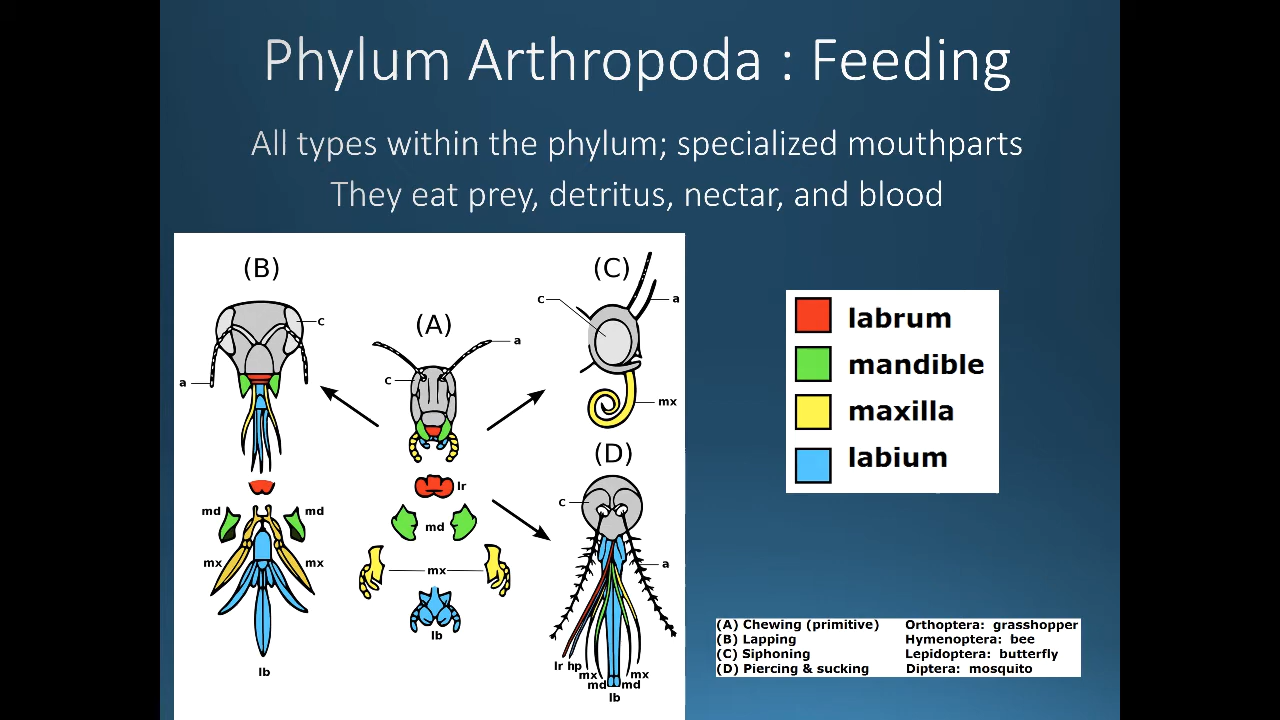 Phylum Arthropoda : Feeding
All types within the phylum; specialized mouthparts
They eat prey, detritus, nectar, and blood
(B)
c
a
md
md
mx
mx
lb
(A)
a
c
lr
md
mx
lb
(C)
c
a
mx
(D)
c
a
lr hp
mx
mx
md
md
lb
labrum
mandible
maxilla
labium
(A) Chewing (primitive) Orthoptera: grasshopper
(B) Lapping Hymenoptera: bee
(C) Siphoning Lepidoptera: butterfly
(D) Piercing & sucking Diptera: mosquito